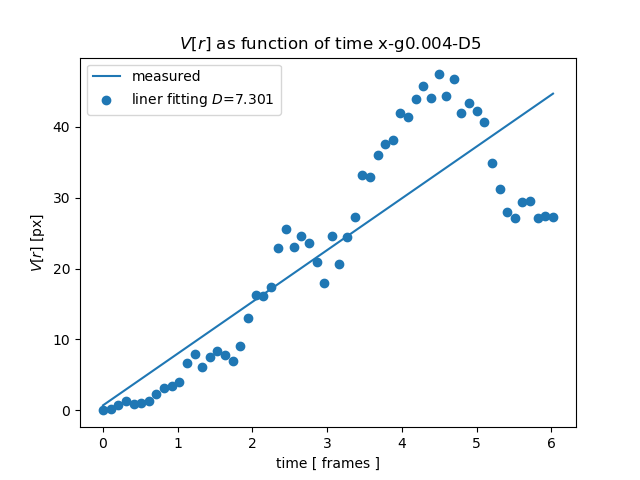 V[r] as function of time x-g0.004-D5
measured
liner fitting D=7.301
V[r] [px]
40
30
20
10
0
0 1 2 3 4 5 6
time [ frames ]